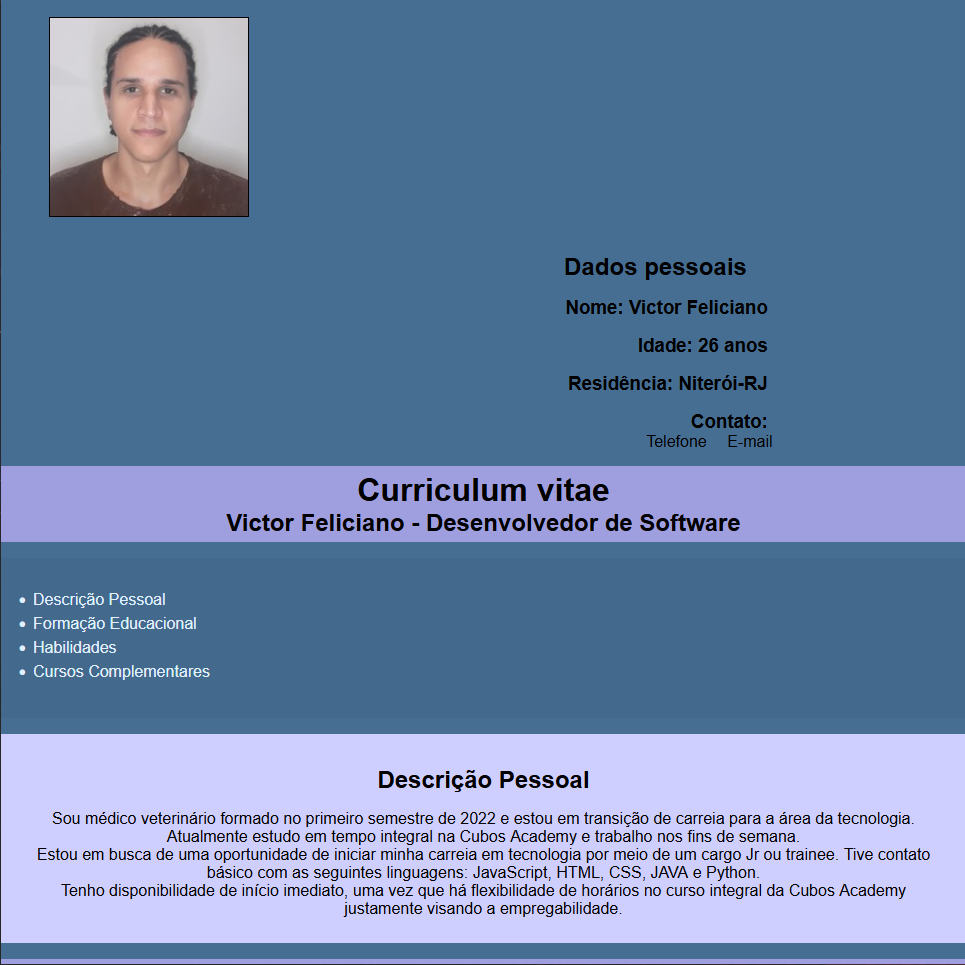 Dados pessoais
Nome: Victor Feliciano
Idade: 26 anos
Residência: Niterói-RJ
Contato:
Telefone E-mail
Curriculum vitae
Victor Feliciano - Desenvolvedor de Software
Descrição Pessoal
Formação Educacional
Habilidades
Cursos Complementares
Descrição Pessoal
Sou médico veterinário formado no primeiro semestre de 2022 e estou em transição de carreia para a área da tecnologia.
Atualmente estudo em tempo integral na Cubos Academy e trabalho nos fins de semana.
Estou em busca de uma oportunidade de iniciar minha carreia em tecnologia por meio de um cargo Jr ou trainee. Tive contato
básico com as seguintes linguagens: JavaScript, HTML, CSS, JAVA e Python.
Tenho disponibilidade de início imediato, uma vez que há flexibilidade de horários no curso integral da Cubos Academy
justamente visando a empregabilidade.